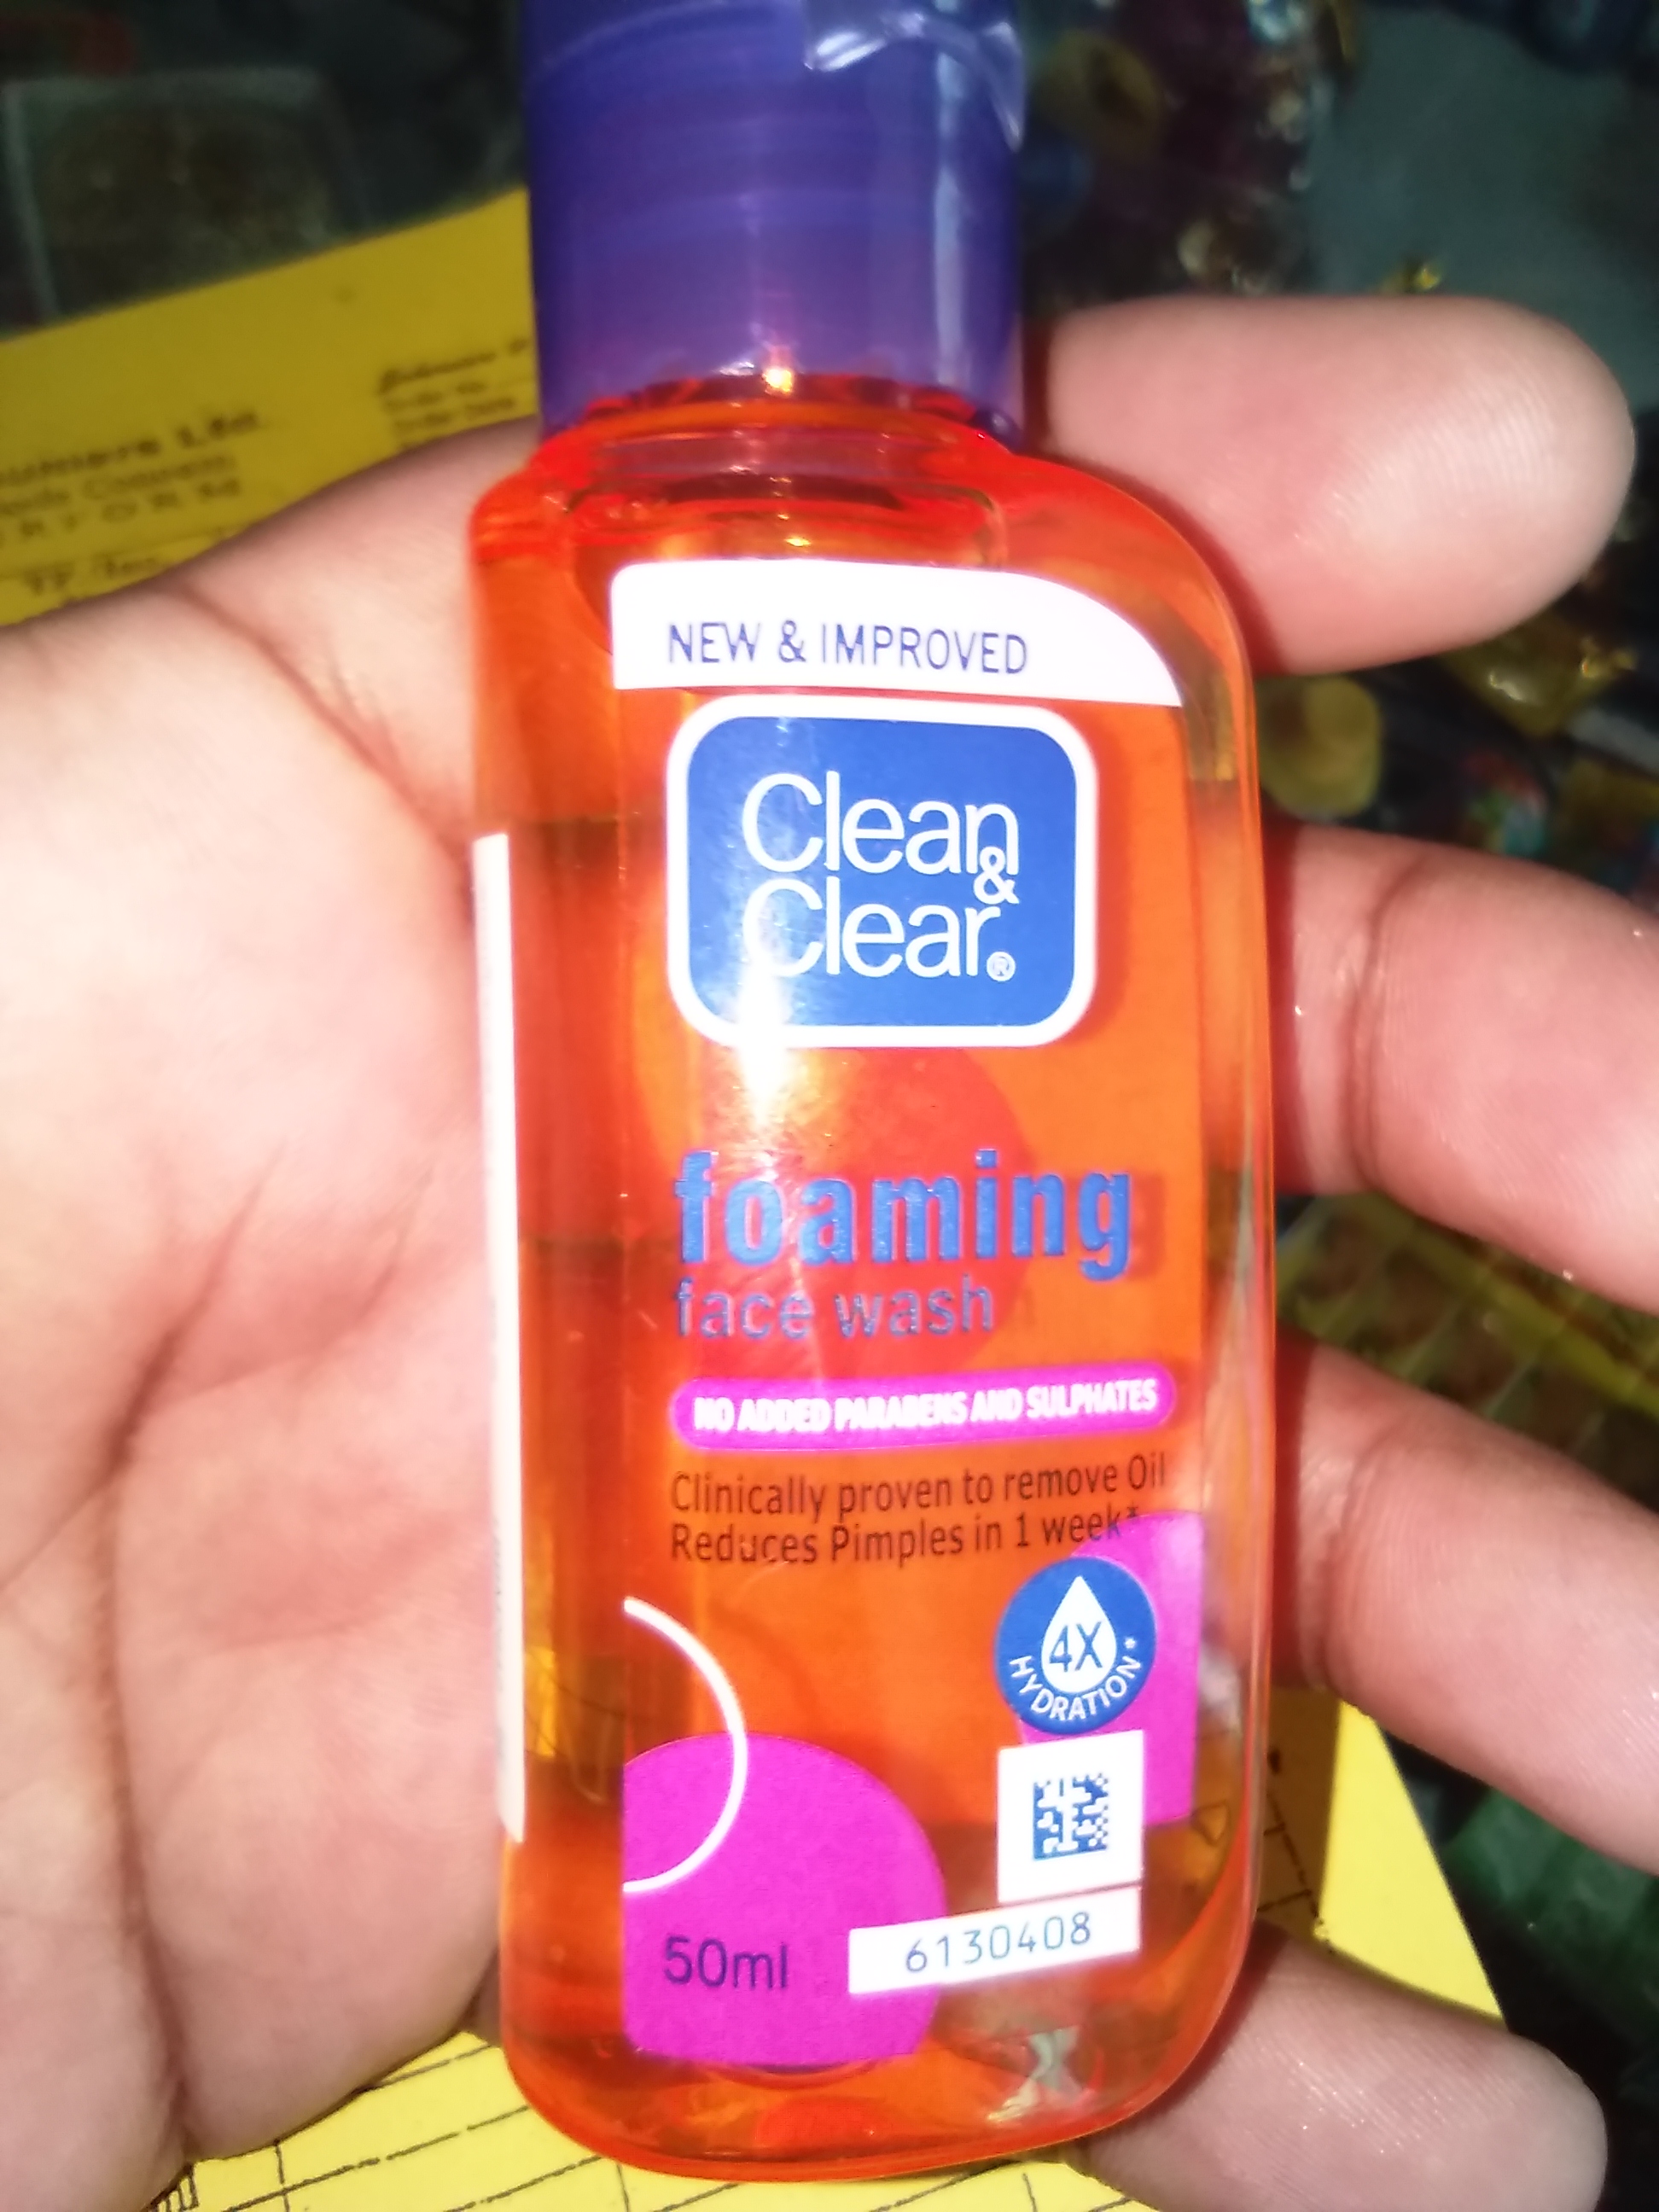 NEW & IMPROVED
Clean
&
Clear®
foaming
face wash
NO ADDED PARABENS AND SULPHATES
Clinically proven to remove Oil
Reduces Pimples in 1 week*
4X
HYDRATION*
50ml
6130408